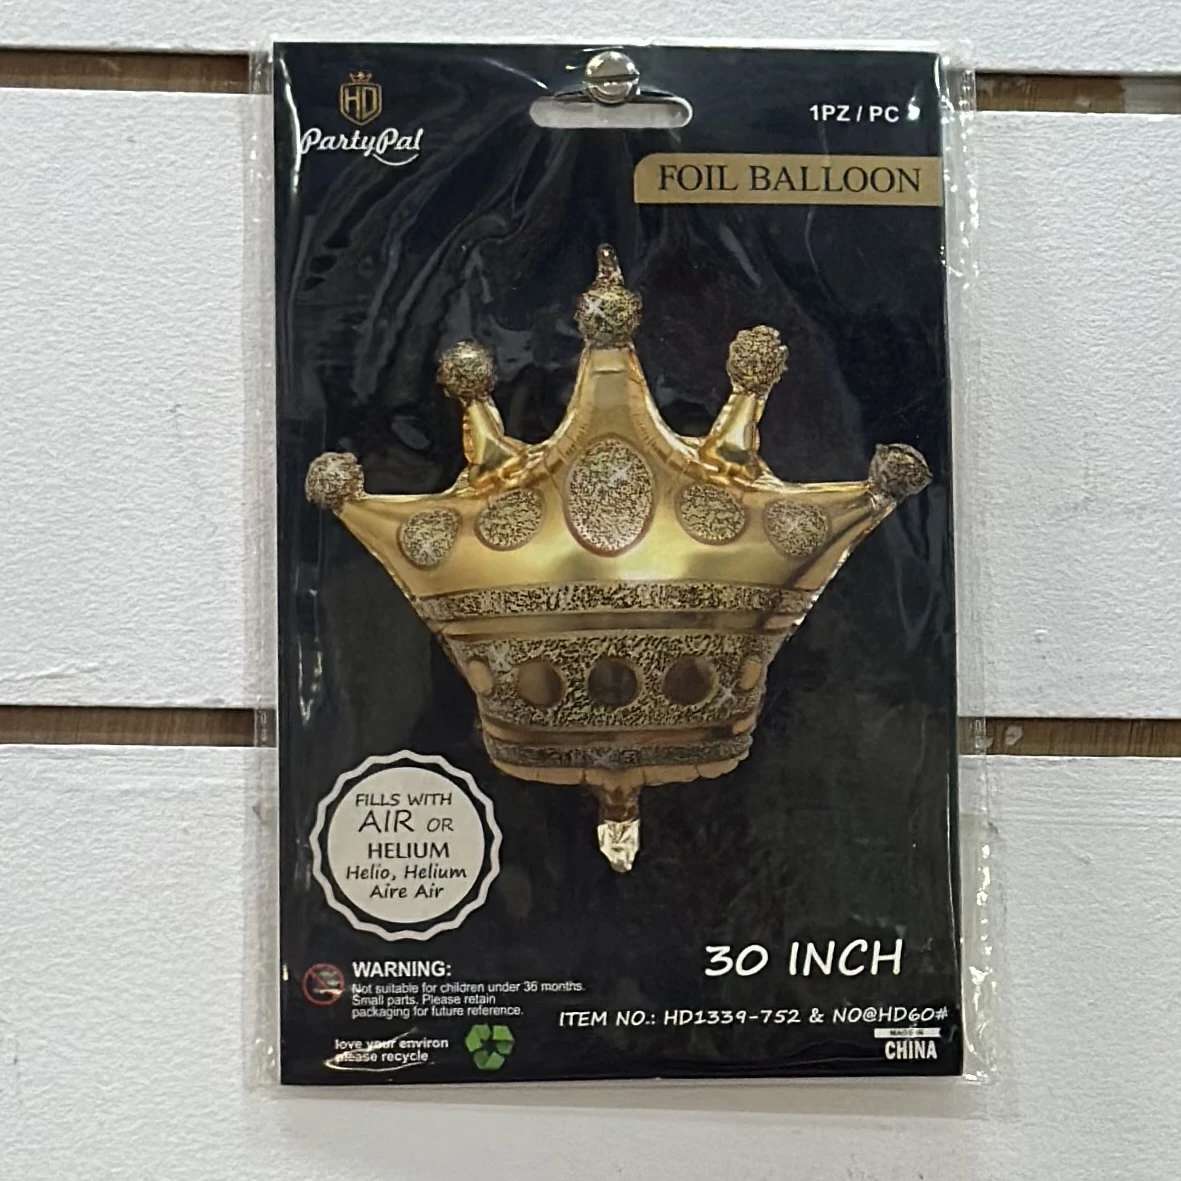 HD
PartyPal
1PZ / PC
FOIL BALLOON
FILLS WITH
AIR OR
HELIUM
Helio, Helium
Aire Air
30 INCH
WARNING:
Not suitable for children under 36 months.
Small parts. Please retain
packaging for future reference.
ITEM NO.: HD1339-752 & NO@HD60#
love your environ
please recycle
MADE IN
CHINA